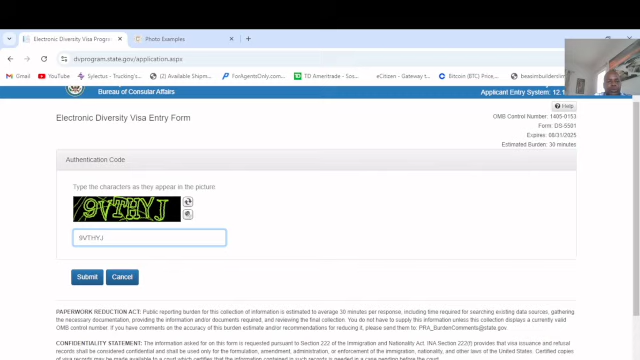 Electronic Diversity Visa Progr
Photo Examples
dvprogram.state.gov/application.aspx
Gmail
YouTube
Sylectus - Trucking's
(2) Available Shipm
ForAgentsOnly.com
TD Ameritrade - Gr
eCitizen - Gateway t
Bitcoin (BTC) Price,
beaombuildersli
Bureau of Consular Affairs
Applicant Entry System - 12.1
Help
Electronic Diversity Visa Entry Form
OMB Control Number: 1405-0153
Form: DS-5501
Expires: 08/31/2025
Estimated Burden: 30 minutes
Authentication Code
Type the characters as they appear in the picture
9VTHYJ
9VTHYJ
Submit
Cancel
PAPERWORK REDUCTION ACT: Public reporting burden for this collection of information is estimated to average 30 minutes per response, including time required for searching existing data sources, gathering
the necessary documentation, providing the information and/or documents required, and reviewing the final collection. You do not have to supply this information unless this collection displays a currently valid
OMB control number. If you have comments on the accuracy of this burden estimate and/or recommendations for reducing it, please send them to: PRA_BurdenComments@state.gov
CONFIDENTIALITY STATEMENT: The information asked for on this form is requested pursuant to Section 222 of the Immigration and Nationality Act. INA Section 222(f) provides that visa issuance and
refusal records shall be considered confidential and shall be used only for the formulation, amendment, administration, or enforcement of the immigration, nationality, and other laws of the United States. Certified copies
of visa records may be made available to a court which certifies that the information contained in such records is needed in a case pending before the court.